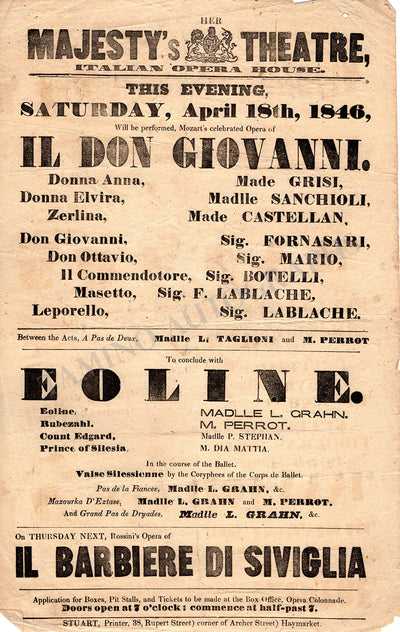 HER
MAJESTY's THEATRE,
ITALIAN OPERA HOUSE.
THIS EVENING,
SATURDAY, April 18th, 1846,
Will be performed, Mozart's celebrated Opera of
IL DON GIOVANNI.
Donna Anna, Made GRISI,
Donna Elvira, Madlle SANCHIOLI,
Zerlina, Made CASTELLAN,
Don Giovanni, Sig. FORNASARI,
Don Ottavio, Sig. MARIO,
Il Commendotore, Sig. BOTELLI,
Masetto, Sig. F. LABLACHE,
Leporello, Sig. LABLACHE.
Between the Acts, A Pas de Deux, Madlle L. TAGLIONI and M. PERROT
To conclude with
EOLINE.
Eoline, MADLLE L. GRAHN.
Rubezahl. M. PERROT.
Count Edgard, Madlle P. STEPHAN.
Prince of Silesia, M. DIA MATTIA.
In the course of the Ballet.
Valse Silessienne by the Coryphees of the Corps de Ballet.
Pas de la Fiancee, Madlle L. GRAHN, &c.
Mazourka D'Extase, Madlle L. GRAHN and M. PERROT.
And Grand Pas de Dryades, Madlle L. GRAHN, &c.
On THURSDAY NEXT, Rossini's Opera of
IL BARBIERE DI SIVIGLIA
Application for Boxes, Pit Stalls, and Tickets to be made at the Box Office, Opera Colonnade.
Doors open at 7 o'clock: commence at half-past 7.
STUART, Printer, 38, Rupert Street) corner of Archer Street) Haymarket.